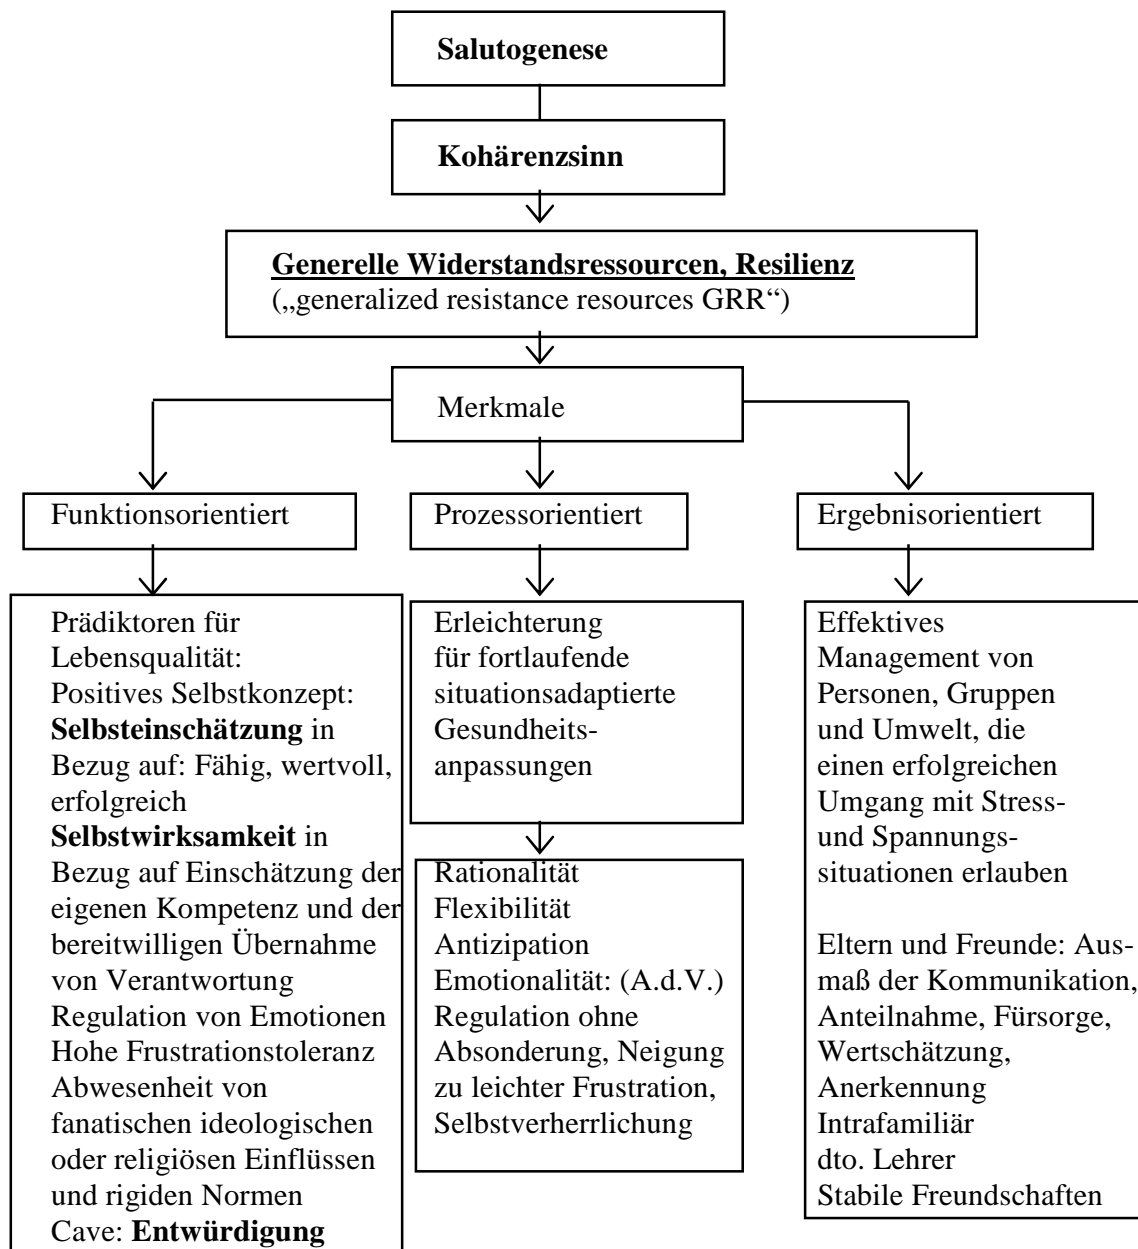 Salutogenese
Kohärenzsinn
Generelle Widerstandsressourcen, Resilienz
(„generalized resistance resources GRR“)
Merkmale
Funktionsorientiert
Prozessorientiert
Ergebnisorientiert
Prädiktoren für
Lebensqualität:
Positives Selbstkonzept:
Selbsteinschätzung in
Bezug auf: Fähig, wertvoll,
erfolgreich
Selbstwirksamkeit in
Bezug auf Einschätzung der
eigenen Kompetenz und der
bereitwilligen Übernahme
von Verantwortung
Regulation von Emotionen
Hohe Frustrationstoleranz
Abwesenheit von
fanatischen ideologischen
oder religiösen Einflüssen
und rigiden Normen
Cave: Entwürdigung
Erleichterung
für fortlaufende
situationsadaptierte
Gesundheits-
anpassungen
Rationalität
Flexibilität
Antizipation
Emotionalität: (A.d.V.)
Regulation ohne
Absonderung, Neigung
zu leichter Frustration,
Selbstverherrlichung
Effektives
Management von
Personen, Gruppen
und Umwelt, die
einen erfolgreichen
Umgang mit Stress-
und Spannungs-
situationen erlauben
Eltern und Freunde: Aus-
maß der Kommunikation,
Anteilnahme, Fürsorge,
Wertschätzung,
Anerkennung
Intrafamiliär
dto. Lehrer
Stabile Freundschaften